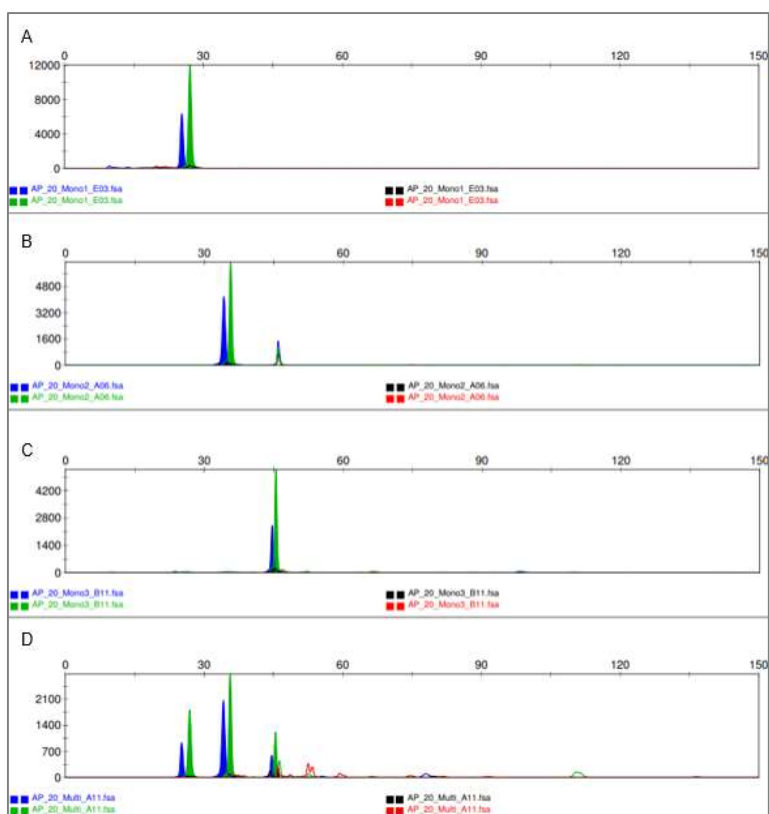 A
0 30 60 90 120 150
12000
8000
4000
0
AP_20_Mono1_E03.fsa AP_20_Mono1_E03.fsa
AP_20_Mono1_E03.fsa AP_20_Mono1_E03.fsa
B
0 30 60 90 120 150
4800
3200
1600
0
AP_20_Mono2_A06.fsa AP_20_Mono2_A06.fsa
AP_20_Mono2_A06.fsa AP_20_Mono2_A06.fsa
C
0 30 60 90 120 150
4200
2800
1400
0
AP_20_Mono3_B11.fsa AP_20_Mono3_B11.fsa
AP_20_Mono3_B11.fsa AP_20_Mono3_B11.fsa
D
0 30 60 90 120 150
2100
1400
700
0
AP_20_Multi_A11.fsa AP_20_Multi_A11.fsa
AP_20_Multi_A11.fsa AP_20_Multi_A11.fsa